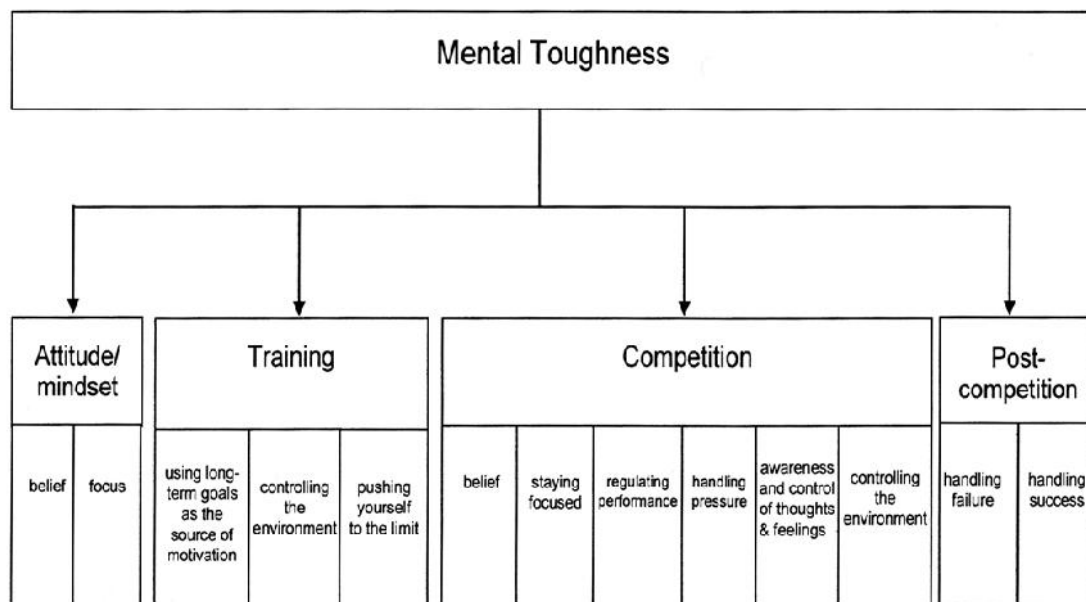 Mental Toughness
Attitude/
mindset
Training
Competition
Post-
competition
belief
focus
using long-
term goals
as the
source of
motivation
controlling
the
environment
pushing
yourself
to the limit
belief
staying
focused
regulating
performance
handling
pressure
awareness
and control
of thoughts
& feelings
controlling
the
environment
handling
failure
handling
success